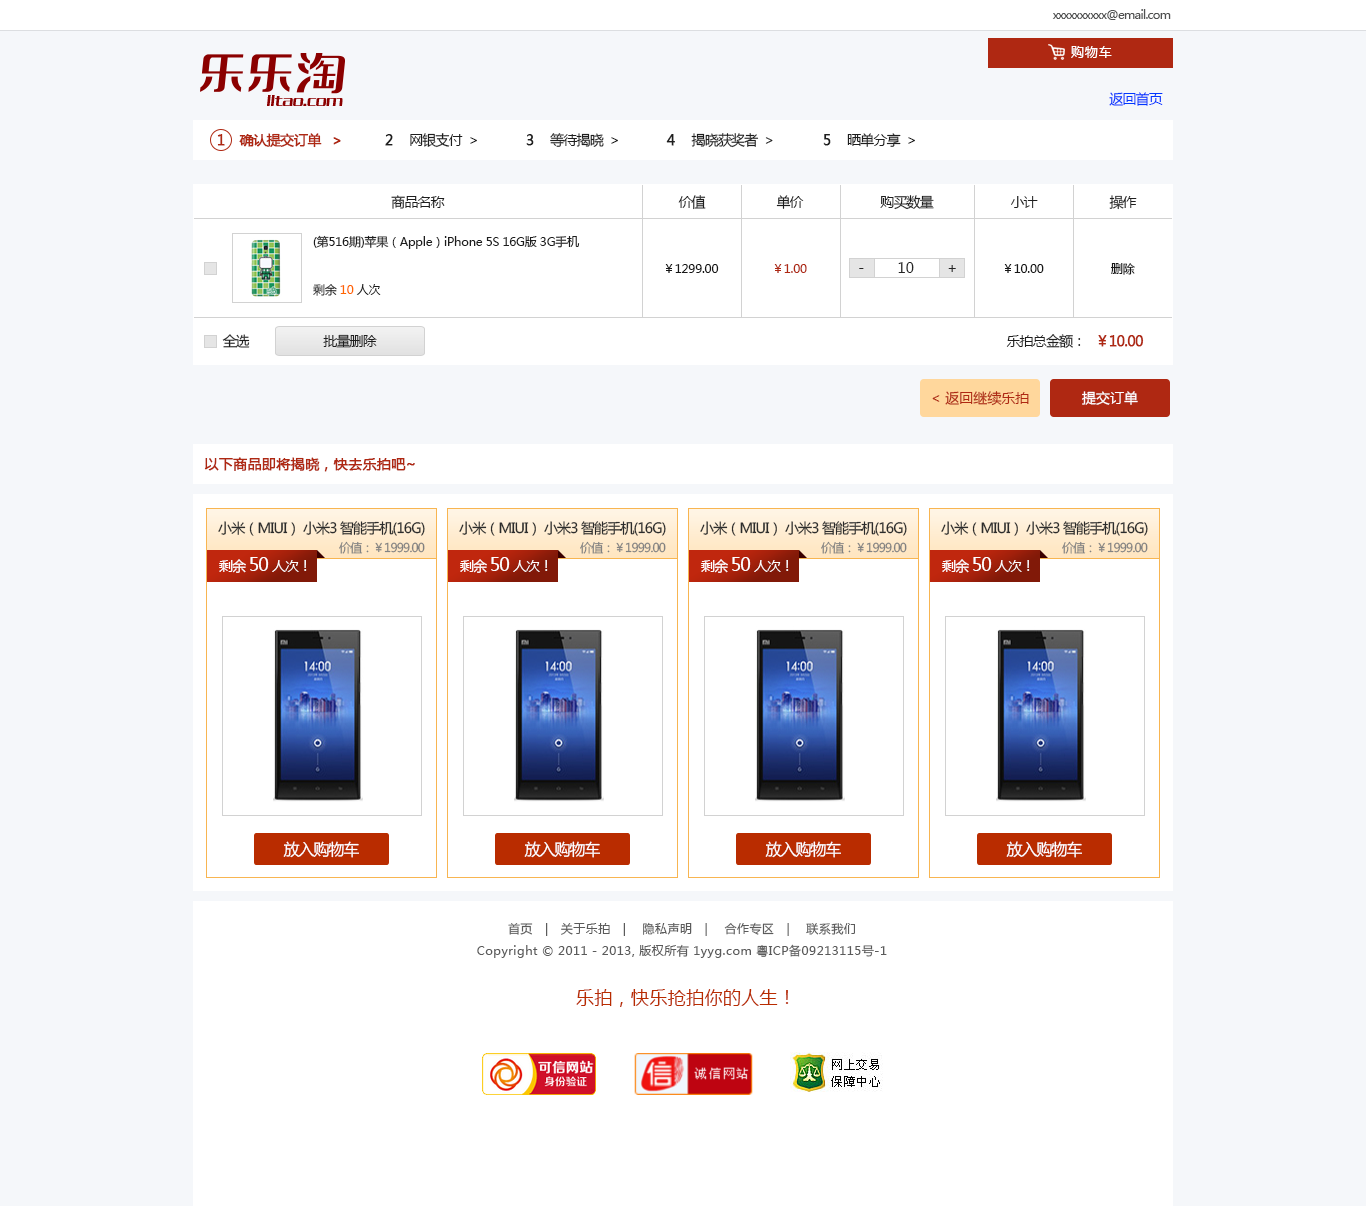 xxxxxxxxxx@email.com
购物车
乐乐淘
lltao.com
返回首页
1 确认提交订单 > 2 网银支付 > 3 等待揭晓 > 4 揭晓获奖者 > 5 晒单分享 >
商品名称 价值 单价 购买数量 小计 操作
(第516期)苹果（Apple）iPhone 5S 16G版 3G手机
￥1299.00 ￥1.00 - 10 + ￥10.00 删除
剩余 10 人次
全选 批量删除 乐拍总金额： ￥10.00
< 返回继续乐拍 提交订单
以下商品即将揭晓，快去乐拍吧~
小米（MIUI） 小米3 智能手机(16G) 小米（MIUI） 小米3 智能手机(16G) 小米（MIUI） 小米3 智能手机(16G) 小米（MIUI） 小米3 智能手机(16G)
价值：￥1999.00 价值：￥1999.00 价值：￥1999.00 价值：￥1999.00
剩余 50 人次！ 剩余 50 人次！ 剩余 50 人次！ 剩余 50 人次！
14:00 14:00 14:00 14:00
放入购物车 放入购物车 放入购物车 放入购物车
首页 | 关于乐拍 | 隐私声明 | 合作专区 | 联系我们
Copyright © 2011 - 2013, 版权所有 1yyg.com 粤ICP备09213115号-1
乐拍，快乐抢拍你的人生！
可信网站 信 诚信网站 网上交易
身份验证 保障中心